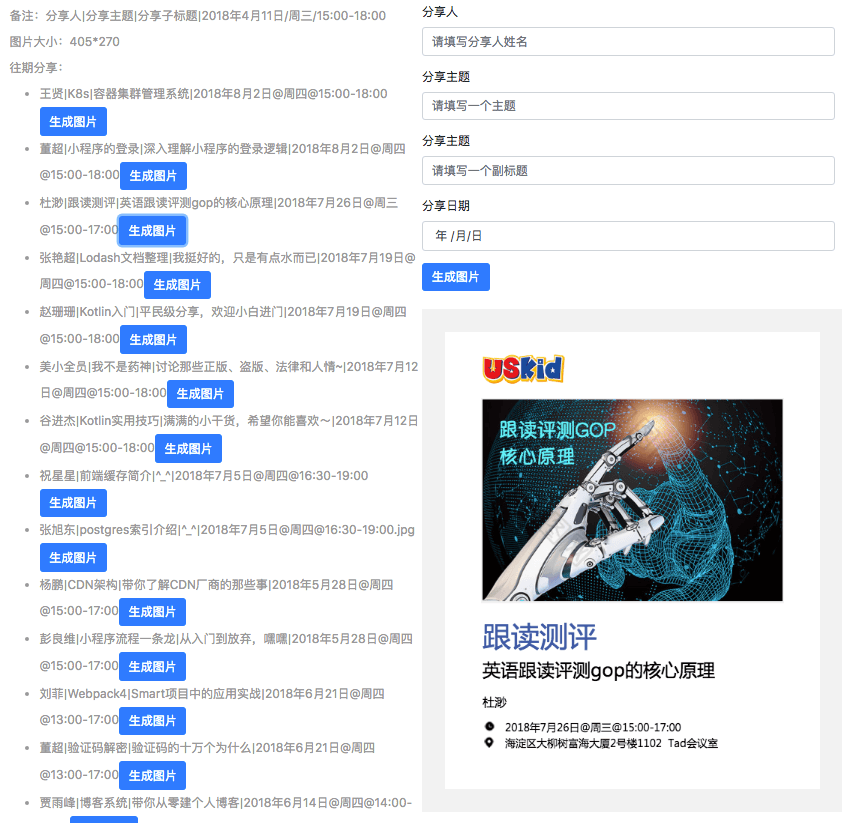 备注：分享人|分享主题|分享子标题|2018年4月11日/周三/15:00-18:00
图片大小：405*270
往期分享：
王贤|K8s|容器集群管理系统|2018年8月2日@周四@15:00-18:00
生成图片
董超|小程序的登录|深入理解小程序的登录逻辑|2018年8月2日@周四
@15:00-18:00 生成图片
杜渺|跟读测评|英语跟读评测gop的核心原理|2018年7月26日@周三
@15:00-17:00 生成图片
张艳超|Lodash文档整理|我挺好的，只是有点水而已|2018年7月19日@
周四@15:00-18:00 生成图片
赵珊珊|Kotlin入门|平民级分享，欢迎小白进门|2018年7月19日@周四
@15:00-18:00 生成图片
美小全员|我不是药神|讨论那些正版、盗版、法律和人情~|2018年7月12
日@周四@15:00-18:00 生成图片
谷进杰|Kotlin实用技巧|满满的小干货，希望你能喜欢～|2018年7月12日
@周四@15:00-18:00 生成图片
祝星星|前端缓存简介|^_^|2018年7月5日@周四@16:30-19:00
生成图片
张旭东|postgres索引介绍|^_^|2018年7月5日@周四@16:30-19:00.jpg
生成图片
杨鹏|CDN架构|带你了解CDN厂商的那些事|2018年5月28日@周四
@15:00-17:00 生成图片
彭良维|小程序流程一条龙|从入门到放弃，嘿嘿|2018年5月28日@周四
@15:00-17:00 生成图片
刘菲|Webpack4|Smart项目中的应用实战|2018年6月21日@周四
@13:00-17:00 生成图片
董超|验证码解密|验证码的十万个为什么|2018年6月21日@周四
@13:00-17:00 生成图片
贾雨峰|博客系统|带你从零建个人博客|2018年6月14日@周四@14:00-
分享人
请填写分享人姓名
分享主题
请填写一个主题
分享主题
请填写一个副标题
分享日期
年 /月/日
生成图片
USKid
跟读评测GOP
核心原理
跟读测评
英语跟读评测gop的核心原理
杜渺
2018年7月26日@周三@15:00-17:00
海淀区大柳树富海大厦2号楼1102 Tad会议室